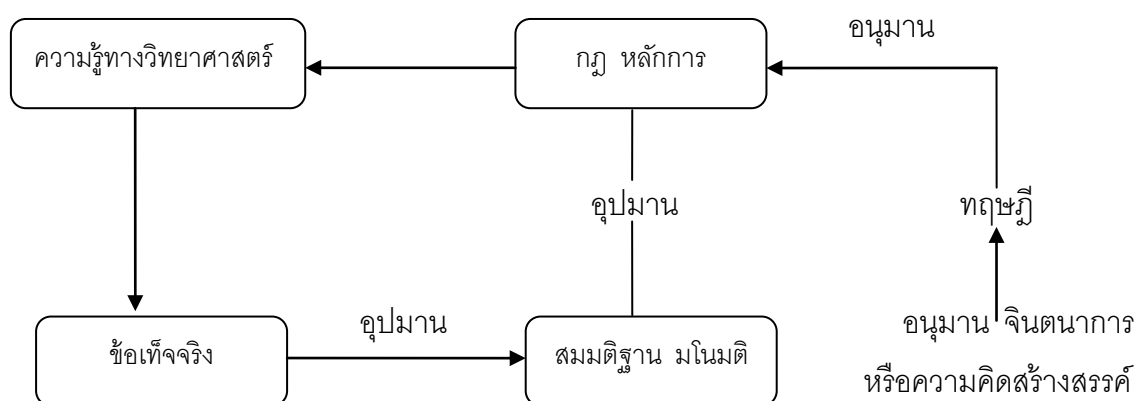 อนุมาน
ความรู้ทางวิทยาศาสตร์
กฎ หลักการ
อุปมาน
ทฤษฎี
อุปมาน
อนุมาน จินตนาการ
ข้อเท็จจริง
สมมติฐาน มโนมติ
หรือความคิดสร้างสรรค์